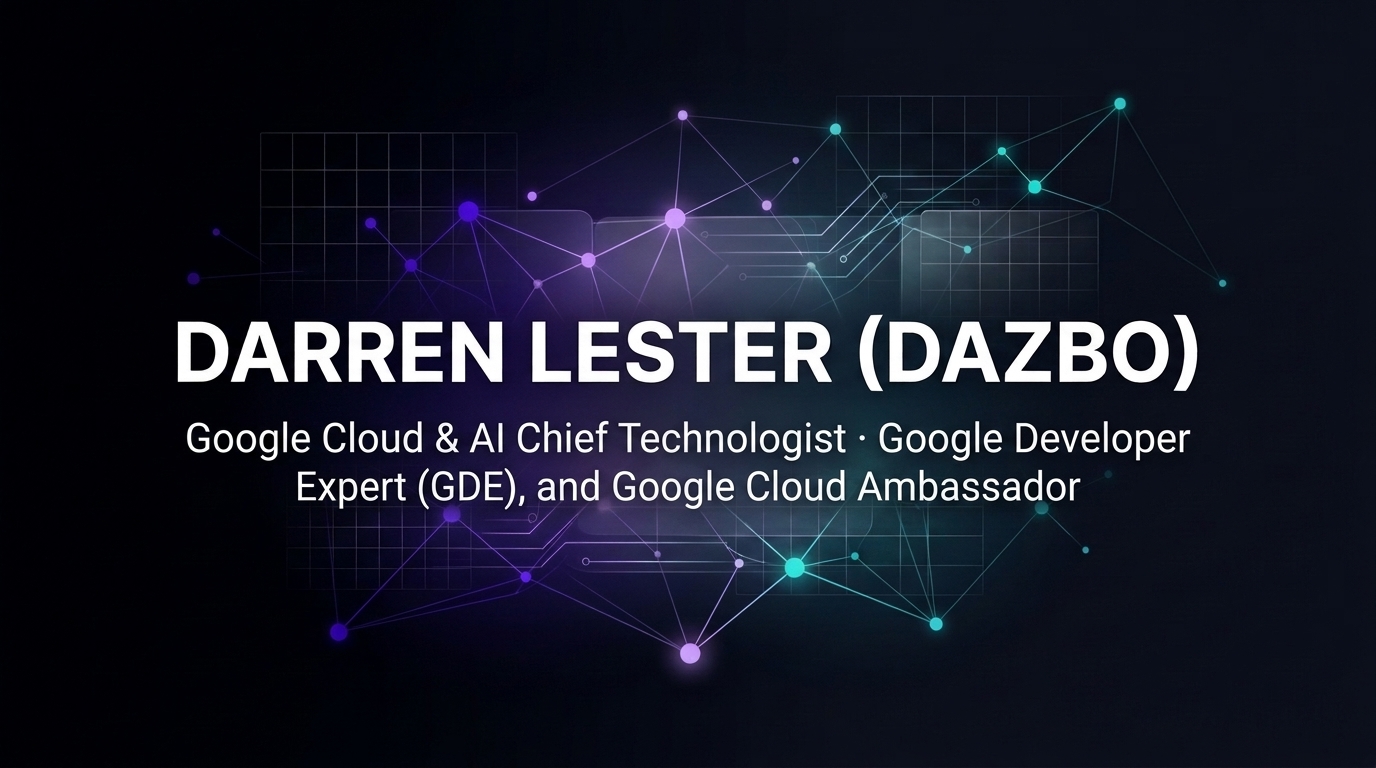 DARREN LESTER (DAZBO)
Google Cloud & AI Chief Technologist · Google Developer
Expert (GDE), and Google Cloud Ambassador